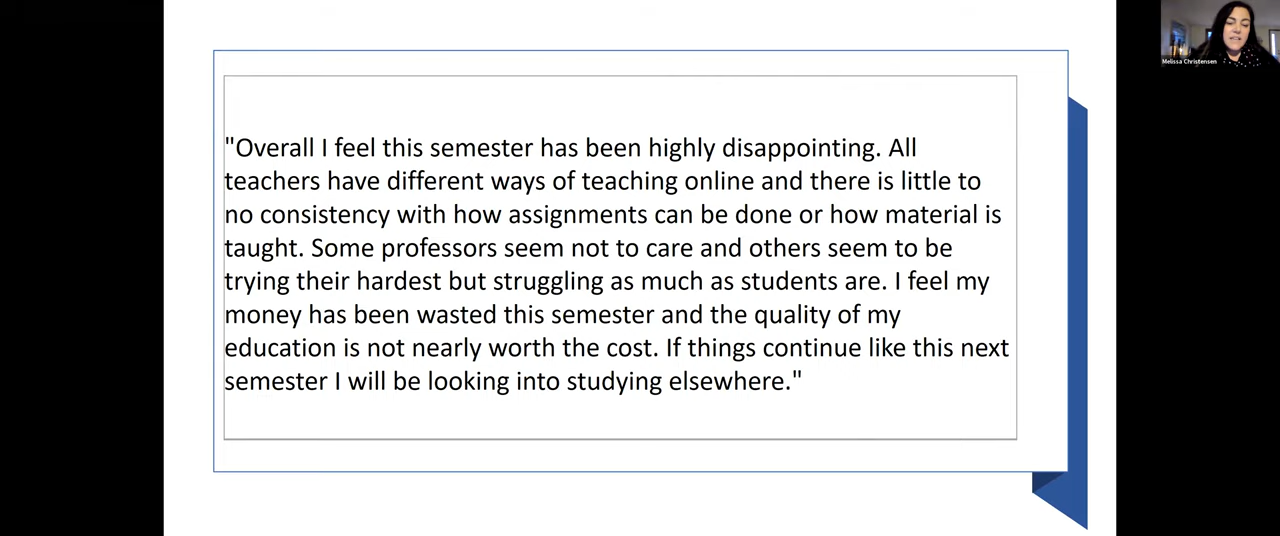 "Overall I feel this semester has been highly disappointing. All
teachers have different ways of teaching online and there is little to
no consistency with how assignments can be done or how material is
taught. Some professors seem not to care and others seem to be
trying their hardest but struggling as much as students are. I feel my
money has been wasted this semester and the quality of my
education is not nearly worth the cost. If things continue like this next
semester I will be looking into studying elsewhere."
Melissa Christensen